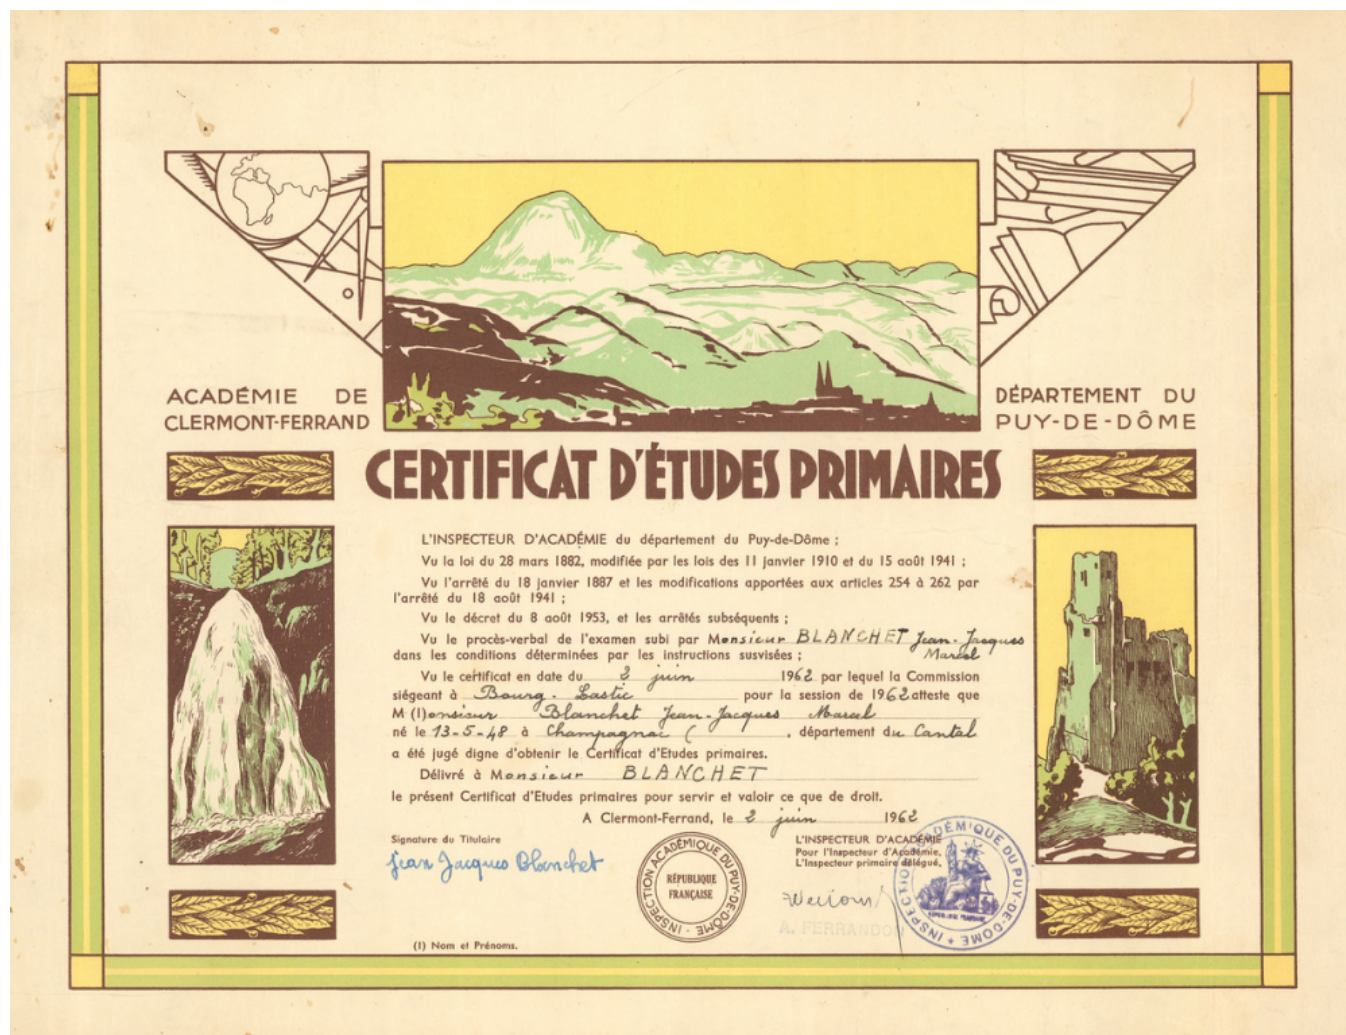 ACADÉMIE DE
CLERMONT-FERRAND
DÉPARTEMENT DU
PUY-DE-DÔME
CERTIFICAT D'ÉTUDES PRIMAIRES
L'INSPECTEUR D'ACADÉMIE du département du Puy-de-Dôme ;
Vu la loi du 28 mars 1882, modifiée par les lois des 11 janvier 1910 et du 15 août 1941 ;
Vu l'arrêté du 18 janvier 1887 et les modifications apportées aux articles 254 à 262 par
l'arrêté du 18 août 1941 ;
Vu le décret du 8 août 1953, et les arrêtés subséquents ;
Vu le procès-verbal de l'examen subi par Monsieur BLANCHET Jean-Jacques
dans les conditions déterminées par les instructions susvisées ; Marcel
Vu le certificat en date du 2 juin 1962 par lequel la Commission
siégeant à Bourg-Lastic pour la session de 1962 atteste que
M (1)onsieur Blanchet Jean-Jacques Marcel
né le 13-5-48 à Champagnac ( , département du Cantal
a été jugé digne d'obtenir le Certificat d'Etudes primaires.
Délivré à Monsieur BLANCHET
le présent Certificat d'Etudes primaires pour servir et valoir ce que de droit.
A Clermont-Ferrand, le 2 juin 1962
Signature du Titulaire
Jean Jacques Blanchet
INSPECTION ACADÉMIQUE DU PUY-DE-DÔME
RÉPUBLIQUE
FRANÇAISE
L'INSPECTEUR D'ACADÉMIE
Pour l'Inspecteur d'Académie,
L'Inspecteur primaire délégué,
A. FERRANDON
INSPECTION ACADÉMIQUE DU PUY-DE-DÔME
RÉPUBLIQUE FRANÇAISE
(1) Nom et Prénoms.